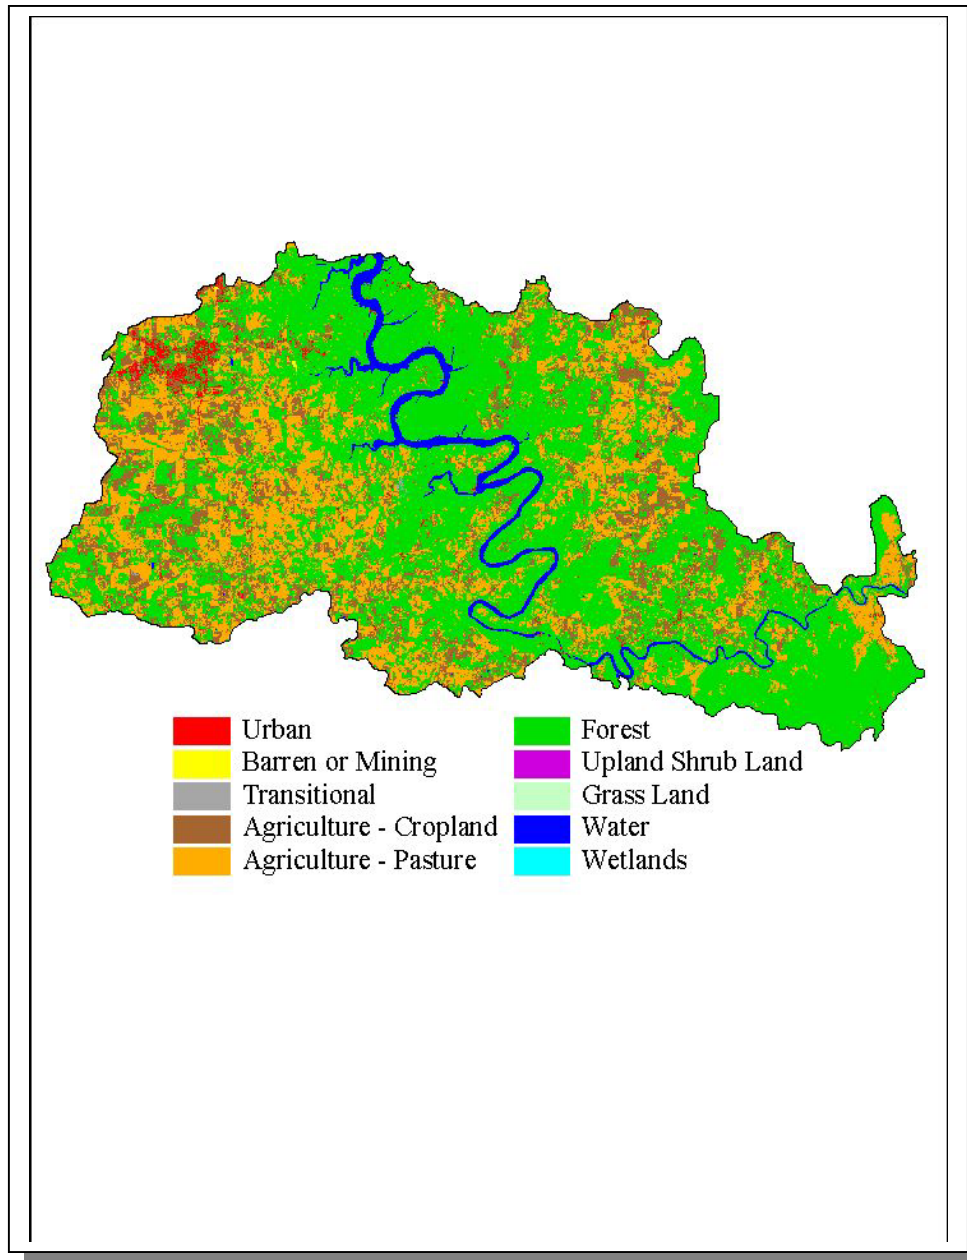 Urban
Barren or Mining
Transitional
Agriculture - Cropland
Agriculture - Pasture
Forest
Upland Shrub Land
Grass Land
Water
Wetlands